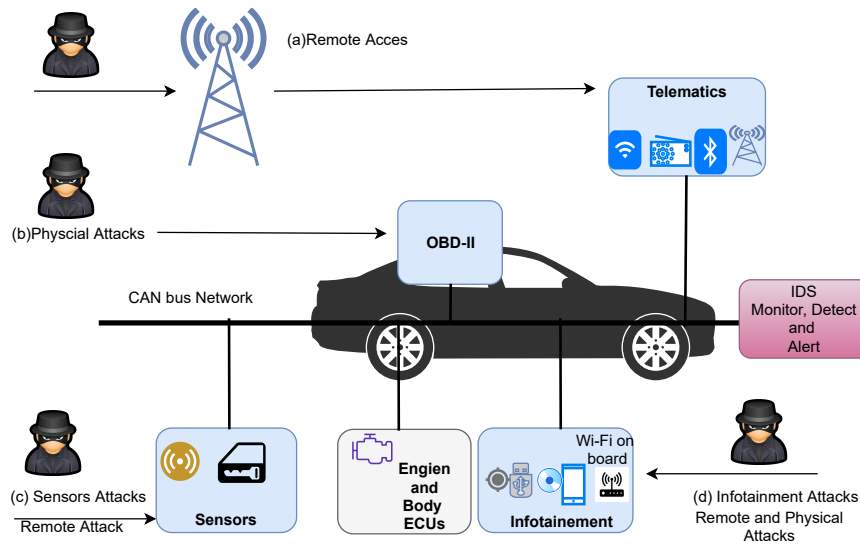 (a)Remote Acces
Telematics
(b)Physcial Attacks
OBD-II
CAN bus Network
IDS
Monitor, Detect
and
Alert
Wi-Fi on
board
(c) Sensors Attacks
Remote Attack
Sensors
Engien
and
Body
ECUs
Infotainement
(d) Infotainment Attacks
Remote and Physical
Attacks